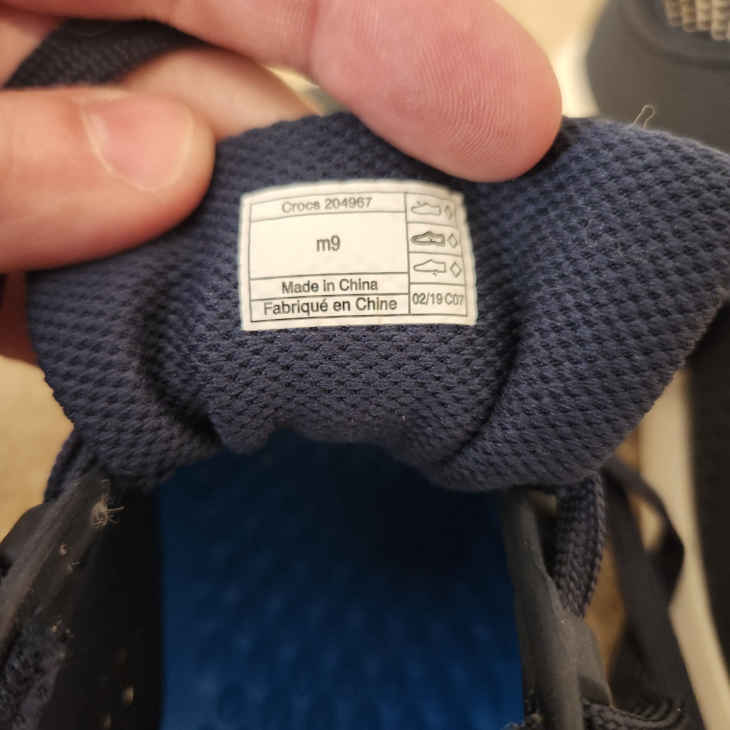 Crocs 204967
m9
Made in China
Fabriqué en Chine
02/19 C07